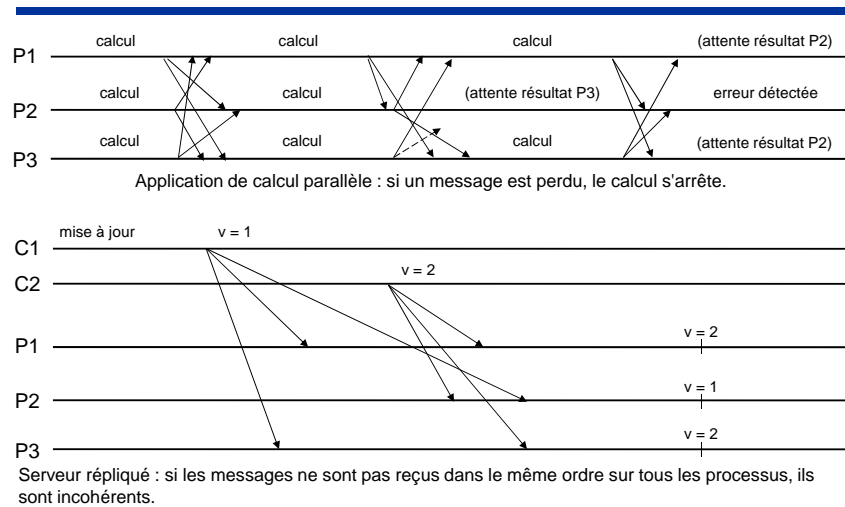 calcul calcul calcul (attente résultat P2)
P1
calcul calcul (attente résultat P3) erreur détectée
P2
calcul calcul calcul (attente résultat P2)
P3
Application de calcul parallèle : si un message est perdu, le calcul s'arrête.
mise à jour v = 1
C1
v = 2
C2
v = 2
P1
v = 1
P2
v = 2
P3
Serveur répliqué : si les messages ne sont pas reçus dans le même ordre sur tous les processus, ils
sont incohérents.